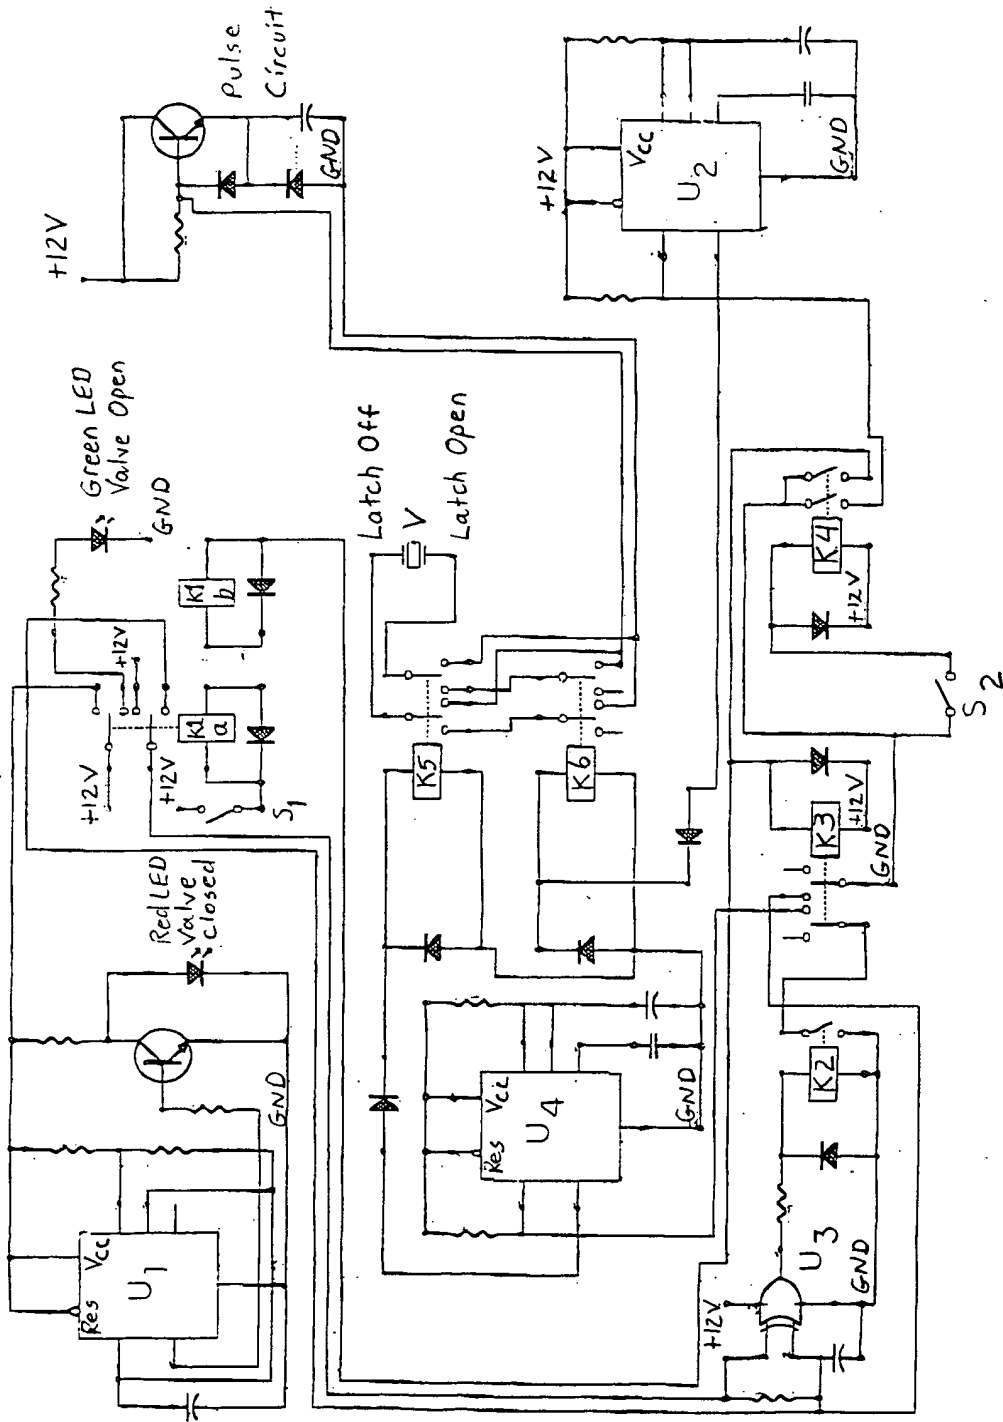 +12V
Pulse
Circuit
GND
Green LED
Valve Open
GND
+12V
+12V
+12V
K1
a
K1
b
S1
Red LED
Valve
Closed
GND
Res
Vcc
U1
Latch Off
V
Latch Open
K5
K6
Res
Vcc
U4
GND
+12V
Vcc
U2
GND
K4
+12V
S2
K3
+12V
GND
K2
+12V
U3
GND